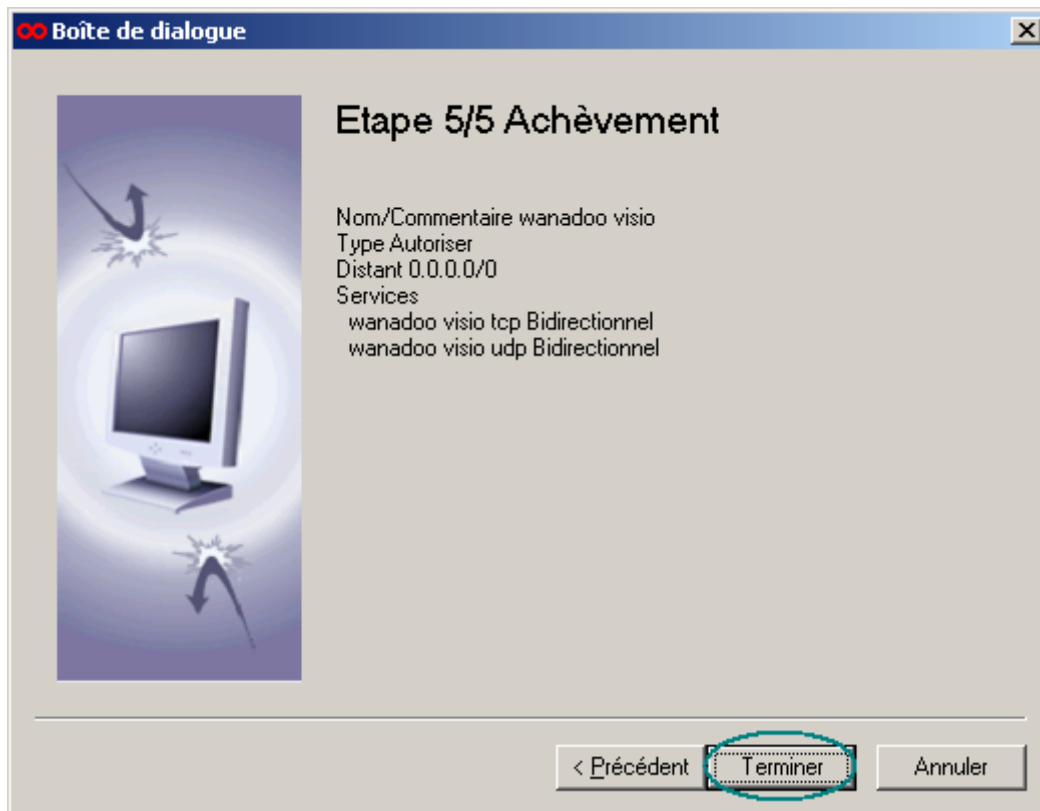 Boîte de dialogue
Etape 5/5 Achèvement
Nom/Commentaire wanadoo visio
Type Autoriser
Distant 0.0.0.0/0
Services
wanadoo visio tcp Bidirectionnel
wanadoo visio udp Bidirectionnel
< Précédent Terminer Annuler